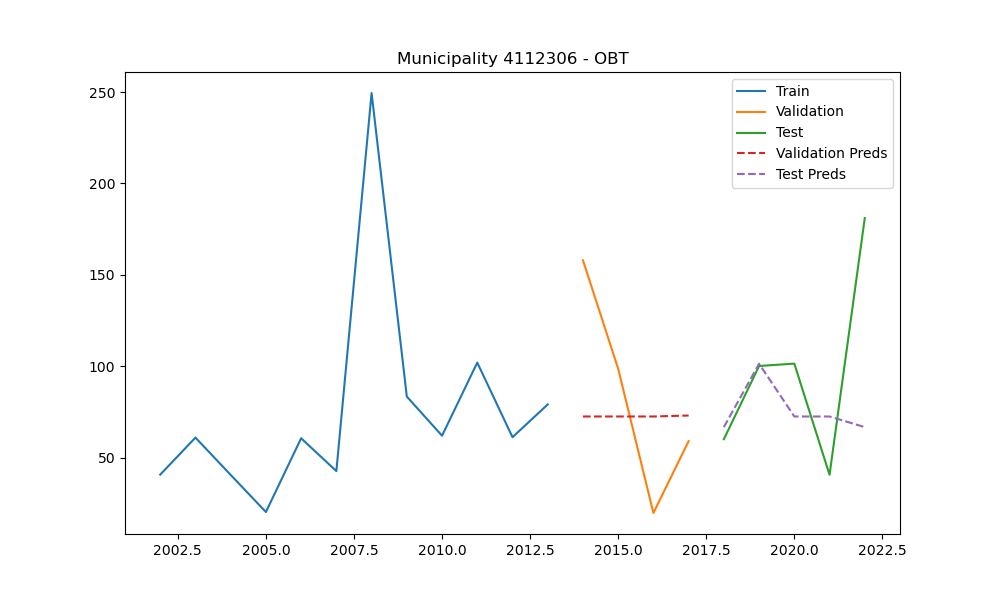 Municipality 4112306 - OBT
Train
Validation
Test
Validation Preds
Test Preds
250
200
150
100
50
2002.5 2005.0 2007.5 2010.0 2012.5 2015.0 2017.5 2020.0 2022.5